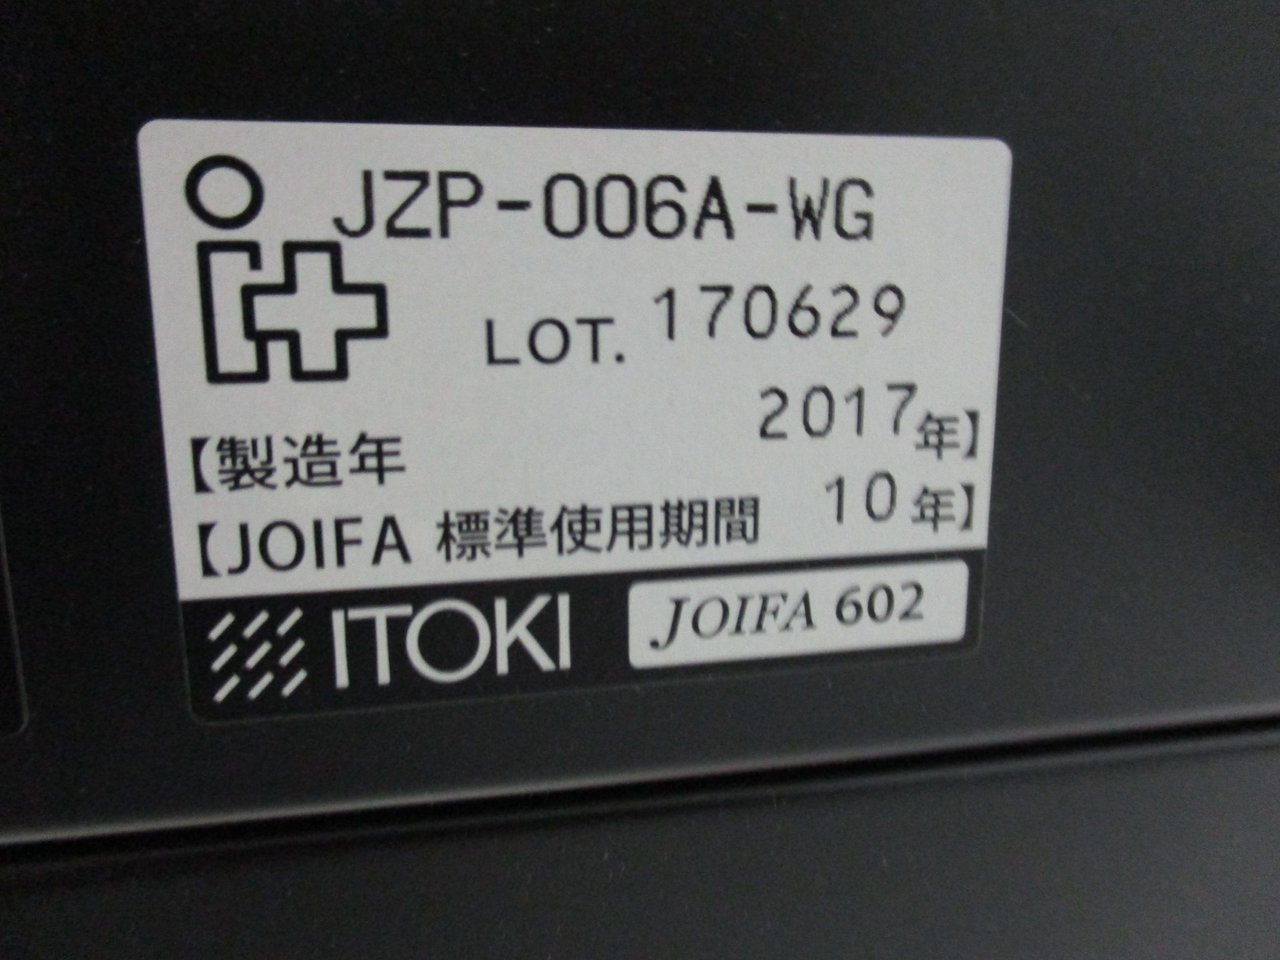 JZP-006A-WG
LOT. 170629
【製造年 2017年】
【JOIFA 標準使用期間 10年】
ITOKI JOIFA 602